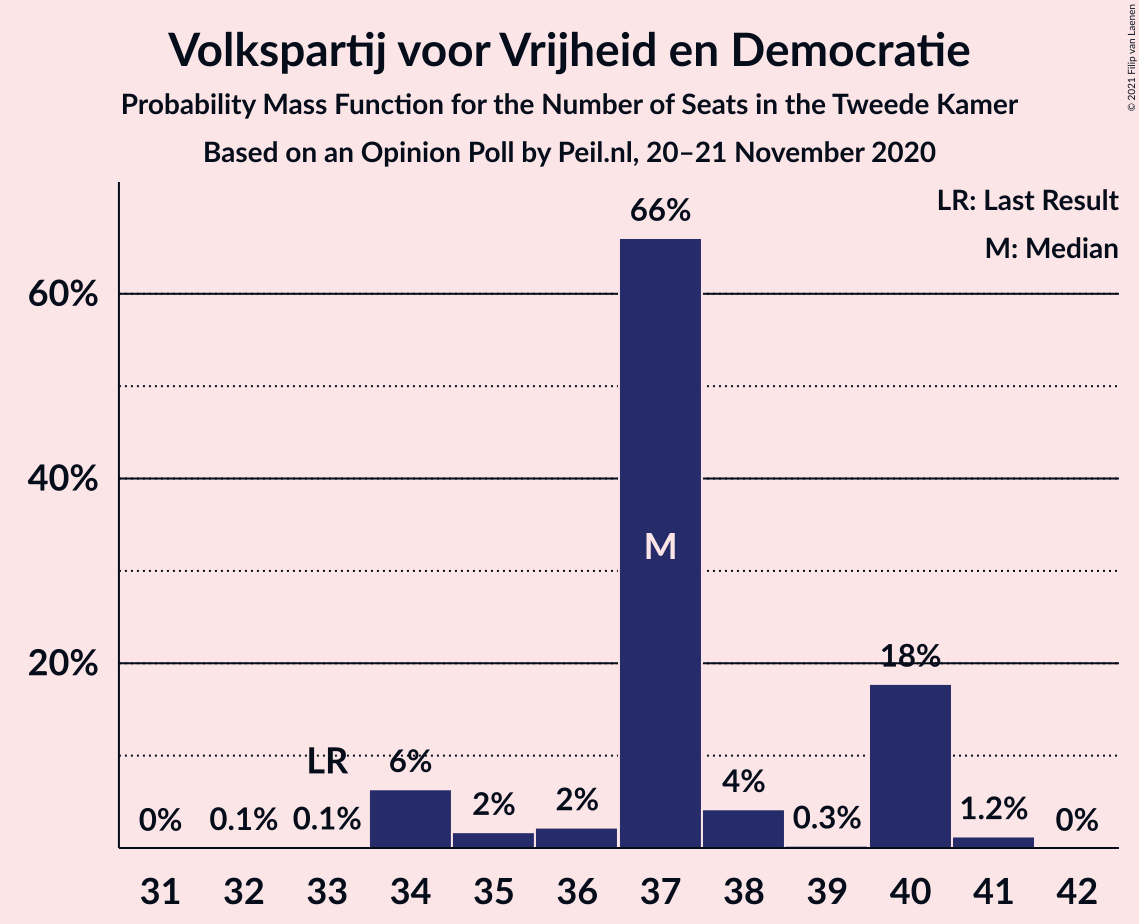 Volkspartij voor Vrijheid en Democratie
Probability Mass Function for the Number of Seats in the Tweede Kamer
Based on an Opinion Poll by Peil.nl, 20–21 November 2020
© 2021 Filip van Laenen
LR: Last Result
M: Median
66%
60%
40%
M
20%
18%
LR
6%
4%
0%
0.1%
0.1%
2%
2%
0.3%
1.2%
0%
31 32 33 34 35 36 37 38 39 40 41 42